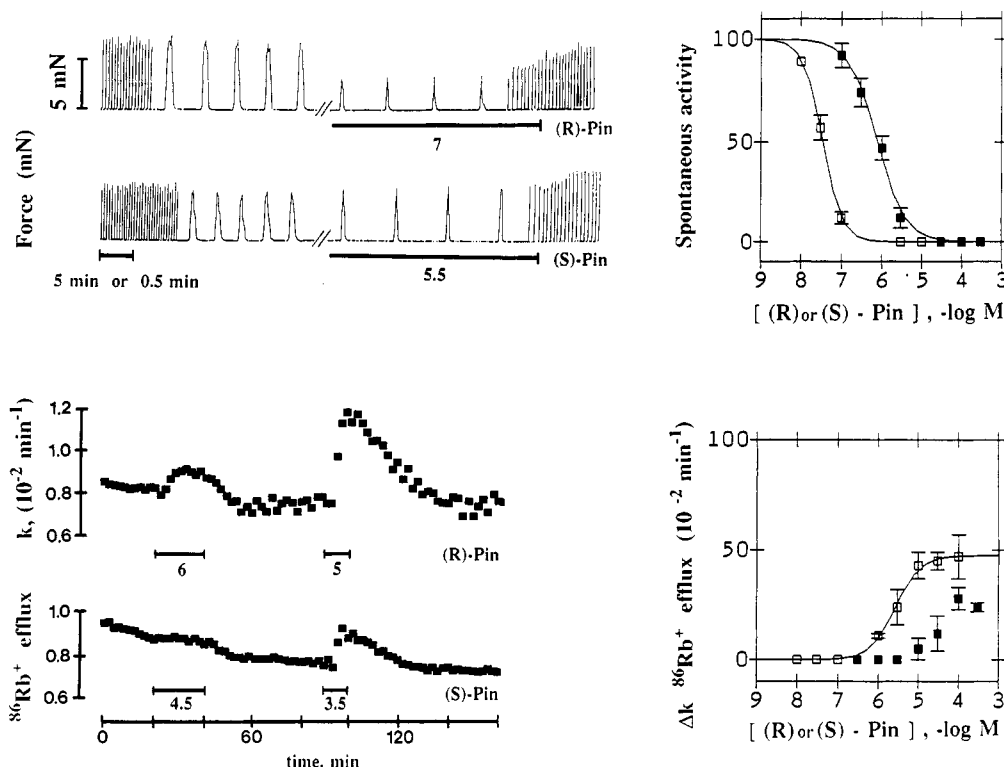 5 mN
Force (mN)
(R)-Pin
7
(S)-Pin
5.5
5 min or 0.5 min
Spontaneous activity
100
50
0
9 8 7 6 5 4 3
[ (R) or (S) - Pin ] , -log M
k, (10⁻² min⁻¹)
1.2
1.0
0.8
0.6
(R)-Pin
6
5
⁸⁶Rb⁺ efflux
1.0
0.8
0.6
(S)-Pin
4.5
3.5
0 60 120
time, min
Δk ⁸⁶Rb⁺ efflux (10⁻² min⁻¹)
100
50
0
9 8 7 6 5 4 3
[ (R) or (S) - Pin ] , -log M